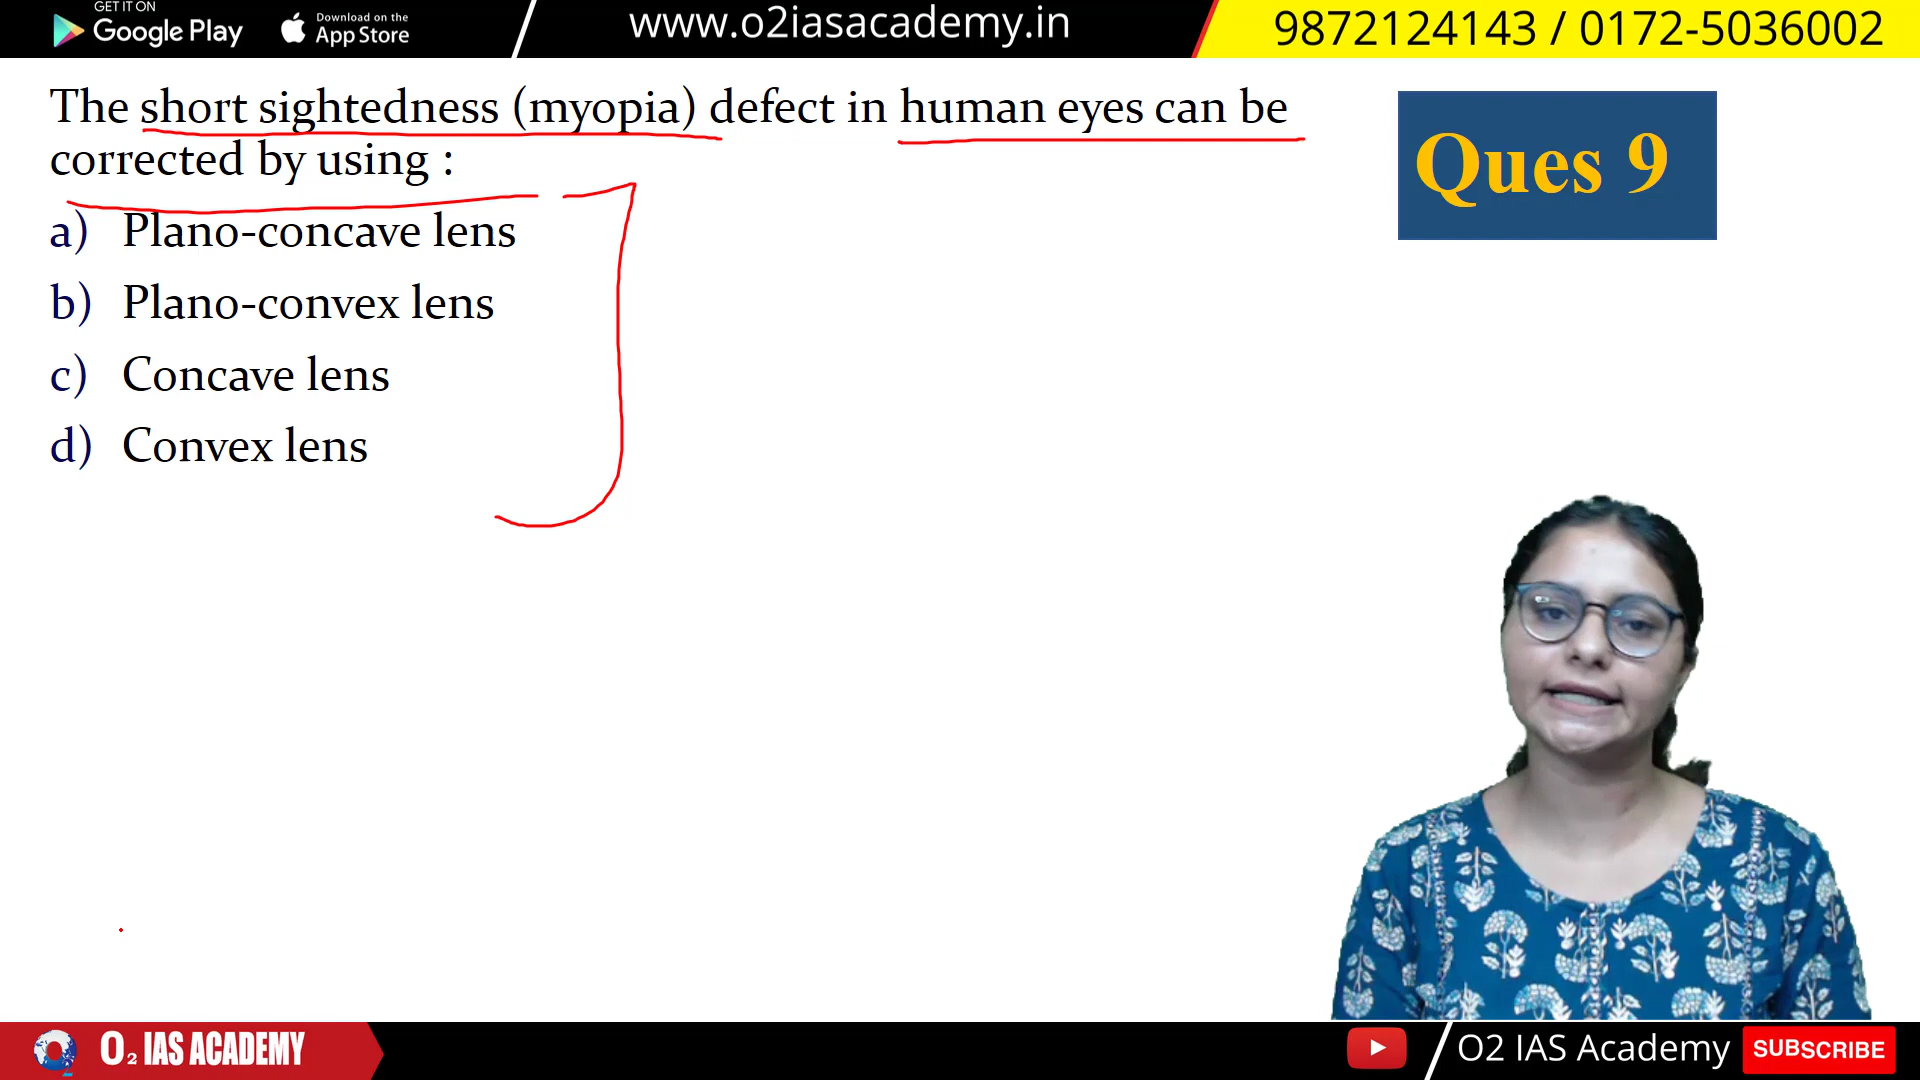 GET IT ON
Google Play
Download on the
App Store
www.o2iasacademy.in
9872124143 / 0172-5036002
The short sightedness (myopia) defect in human eyes can be
corrected by using :
Ques 9
a) Plano-concave lens
b) Plano-convex lens
c) Concave lens
d) Convex lens
O2 IAS ACADEMY
O2 IAS Academy
SUBSCRIBE